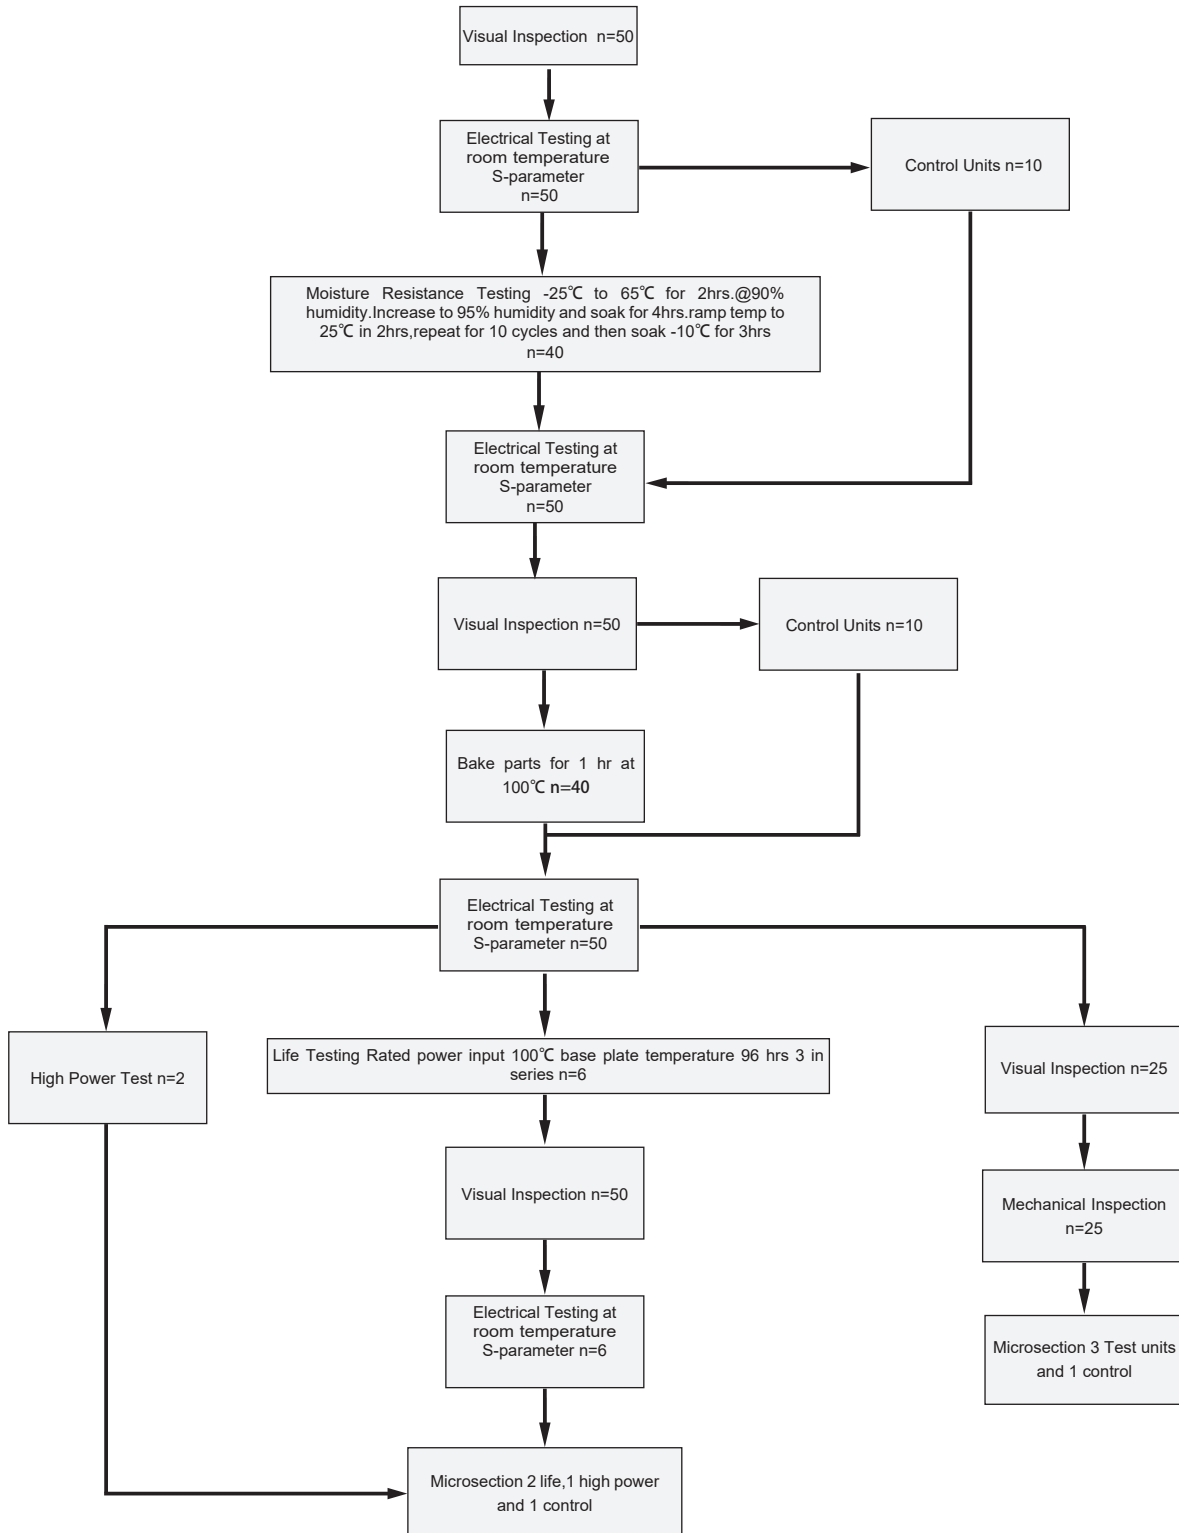 Visual Inspection n=50
Electrical Testing at
room temperature
S-parameter
n=50
Control Units n=10
Moisture Resistance Testing -25℃ to 65℃ for 2hrs.@90%
humidity.Increase to 95% humidity and soak for 4hrs.ramp temp to
25℃ in 2hrs,repeat for 10 cycles and then soak -10℃ for 3hrs
n=40
Electrical Testing at
room temperature
S-parameter
n=50
Visual Inspection n=50
Control Units n=10
Bake parts for 1 hr at
100℃ n=40
Electrical Testing at
room temperature
S-parameter n=50
High Power Test n=2
Life Testing Rated power input 100℃ base plate temperature 96 hrs 3 in
series n=6
Visual Inspection n=25
Visual Inspection n=50
Mechanical Inspection
n=25
Electrical Testing at
room temperature
S-parameter n=6
Microsection 3 Test units
and 1 control
Microsection 2 life,1 high power
and 1 control